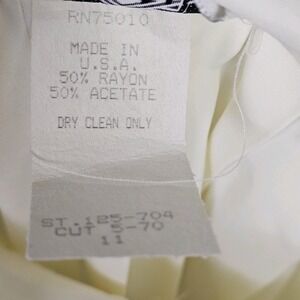 RN75010
MADE IN
U.S.A.
50% RAYON
50% ACETATE
DRY CLEAN ONLY
ST.125-704
CUT 5-70
11